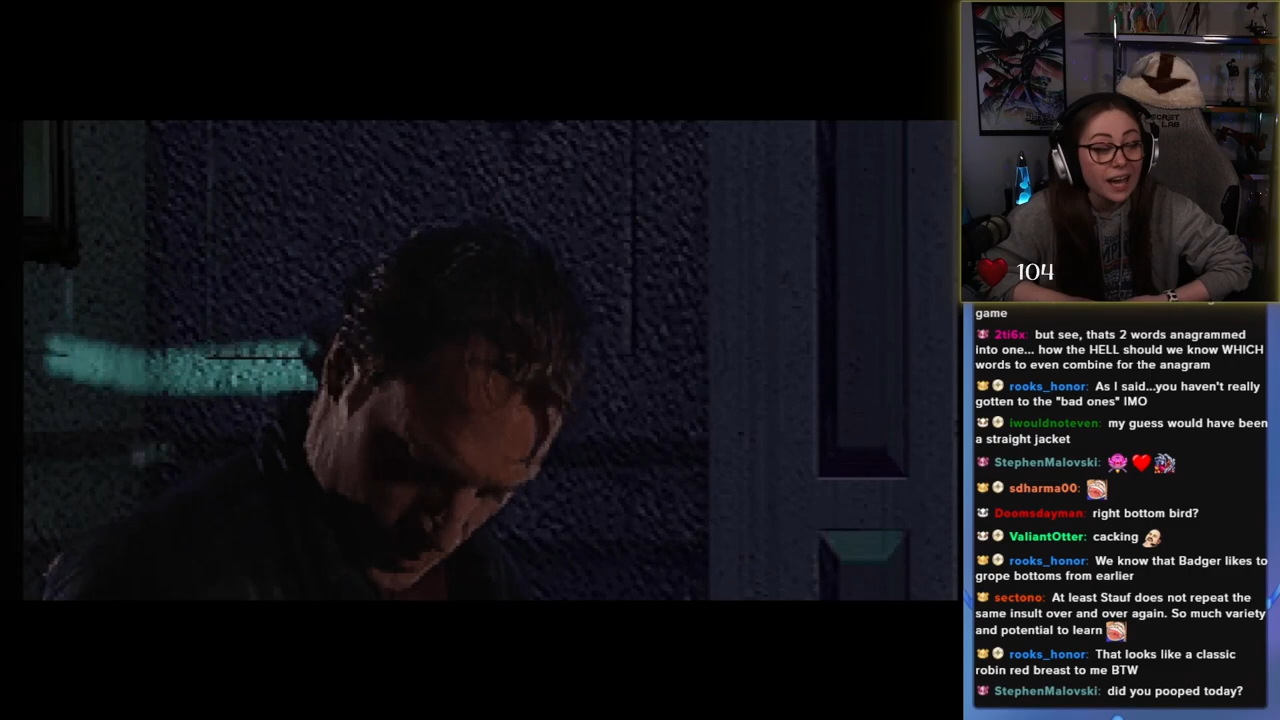 SECRET
LAB
104
game
2ti6x: but see, thats 2 words anagrammed
into one... how the HELL should we know WHICH
words to even combine for the anagram
rooks_honor: As I said...you haven't really
gotten to the "bad ones" IMO
iwouldnoteven: my guess would have been
a straight jacket
StephenMalovski:
sdharma00:
Doomsdayman: right bottom bird?
ValiantOtter: cacking
rooks_honor: We know that Badger likes to
grope bottoms from earlier
sectono: At least Stauf does not repeat the
same insult over and over again. So much variety
and potential to learn
rooks_honor: That looks like a classic
robin red breast to me BTW
StephenMalovski: did you pooped today?